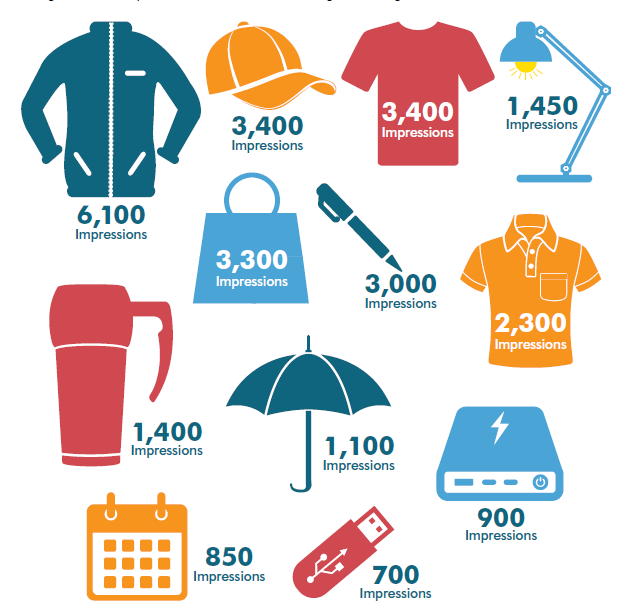 3,400
Impressions
3,400
Impressions
1,450
Impressions
6,100
Impressions
3,300
Impressions
3,000
Impressions
2,300
Impressions
1,400
Impressions
1,100
Impressions
900
Impressions
850
Impressions
700
Impressions